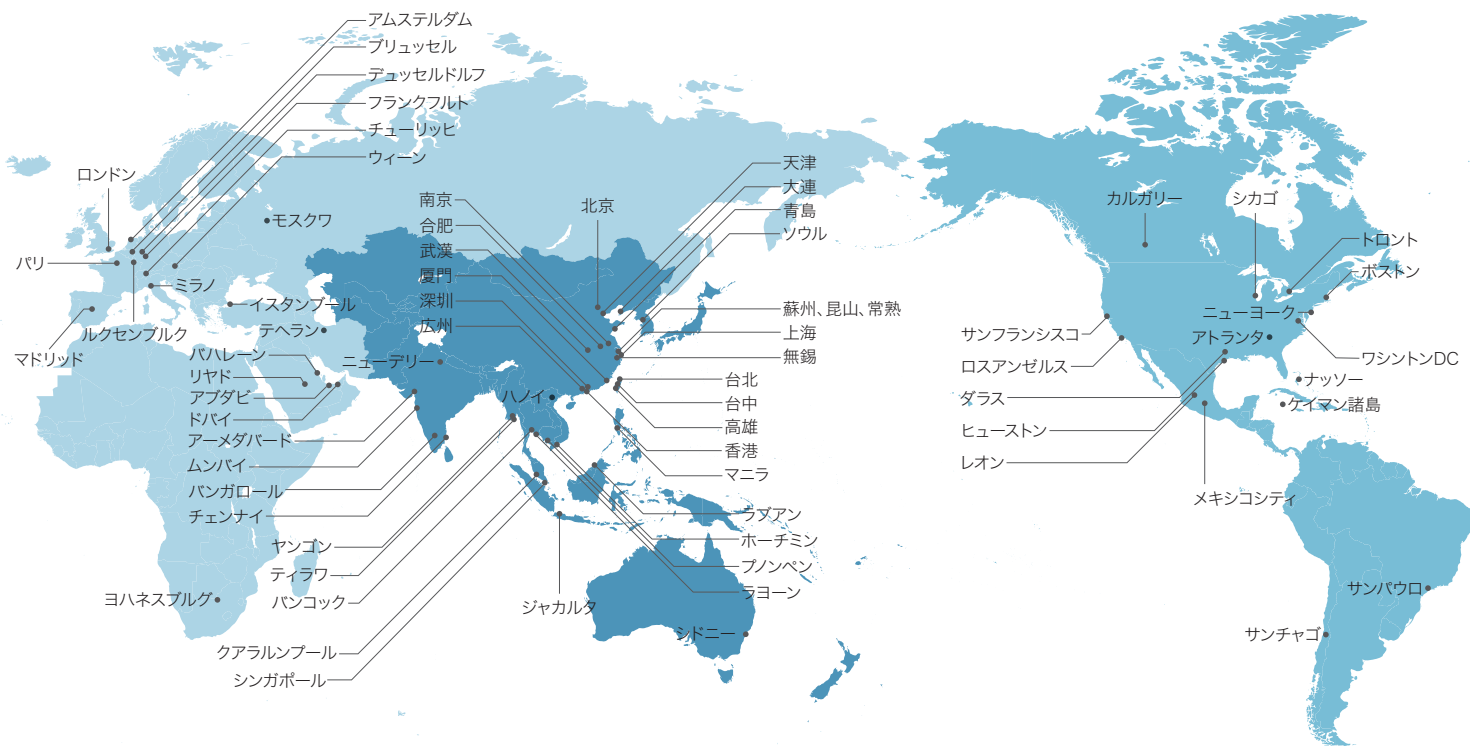 アムステルダム
ブリュッセル
デュッセルドルフ
フランクフルト
チューリッヒ
ウィーン
ロンドン
モスクワ
パリ
ミラノ
イスタンブール
ルクセンブルク
マドリッド
テヘラン
バハレーン
リヤド
アブダビ
ドバイ
アーメダバード
ムンバイ
バンガロール
チェンナイ
ヤンゴン
ティラワ
バンコック
ヨハネスブルグ
クアラルンプール
シンガポール
南京
合肥
武漢
厦門
深圳
広州
ニューデリー
ハノイ
北京
天津
大連
青島
ソウル
蘇州、昆山、常熟
上海
無錫
台北
台中
高雄
香港
マニラ
ラブアン
ホーチミン
プノンペン
ラヨーン
ジャカルタ
シドニー
カルガリー
シカゴ
トロント
ボストン
ニューヨーク
アトランタ
ワシントンDC
サンフランシスコ
ロスアンゼルス
ダラス
ヒューストン
レオン
ナッソー
ケイマン諸島
メキシコシティ
サンパウロ
サンチャゴ